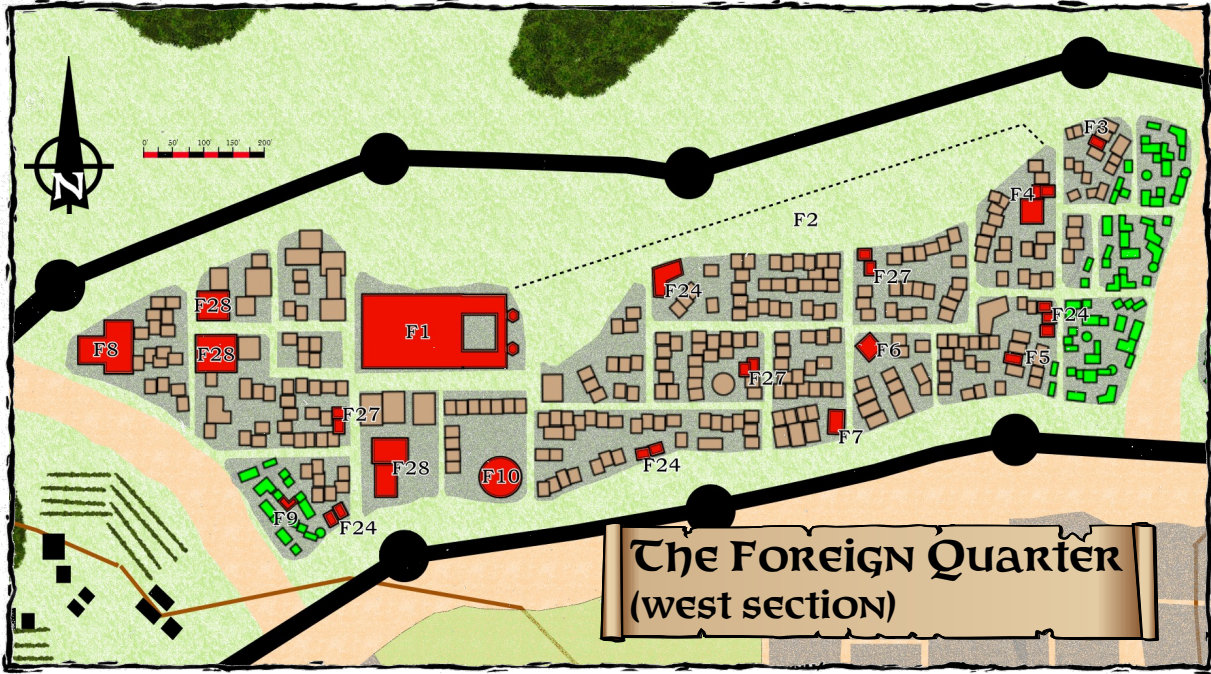 0' 50' 100' 150' 200'
N
F3
F4
F2
F27
F24
F28
F1
F24
F8
F28
F6
F5
F27
F27
F7
F28
F24
F10
F9
F24
The Foreign Quarter
(west section)